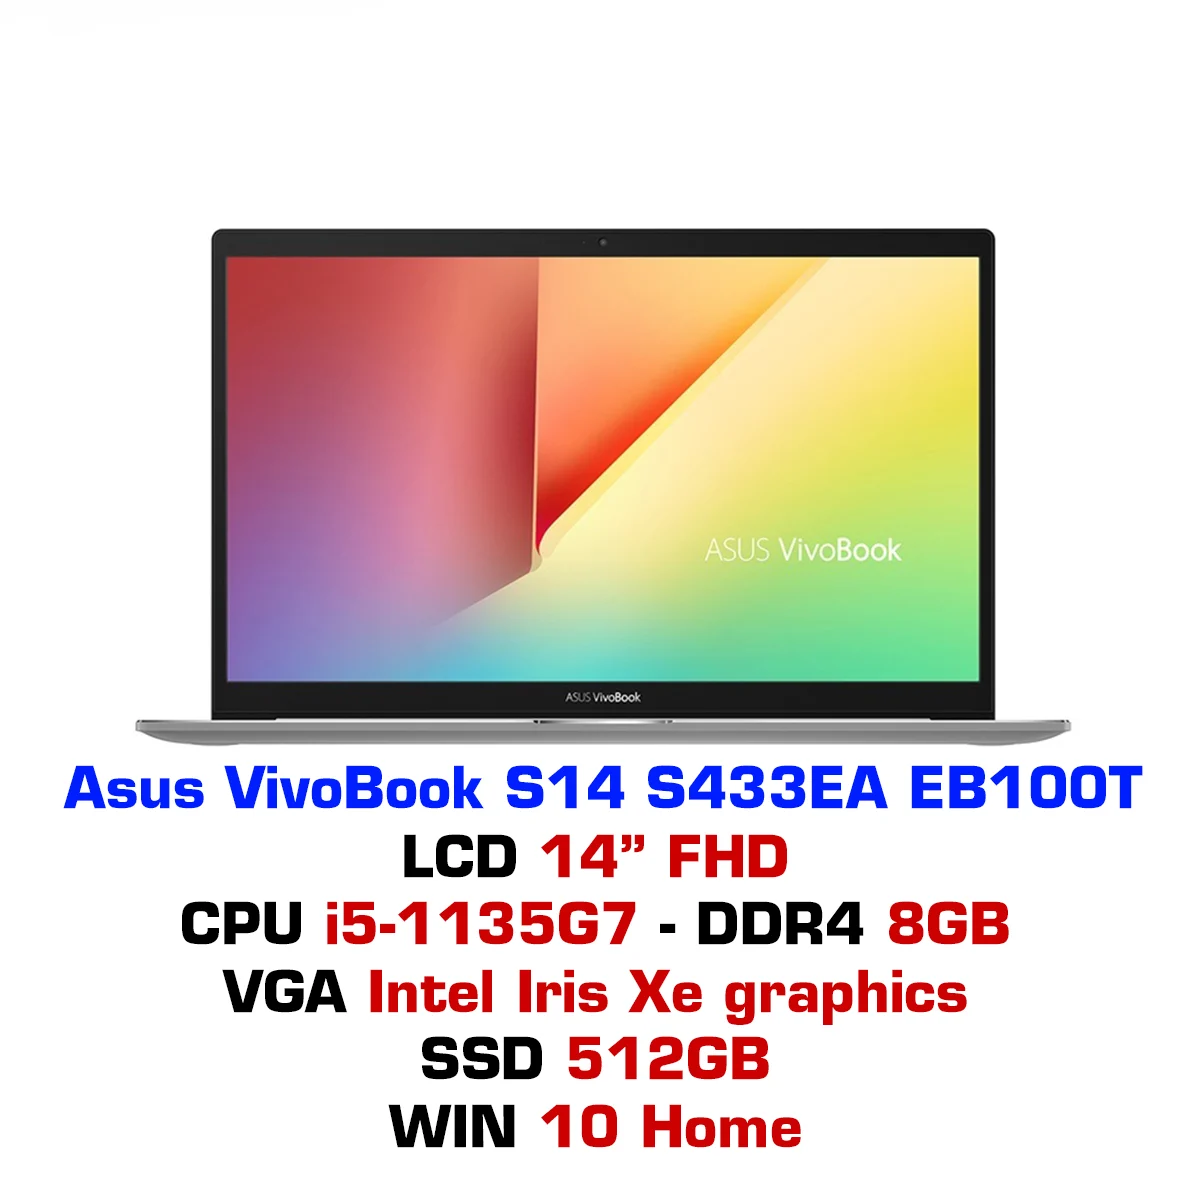 ASUS VivoBook
ASUS VivoBook
Asus VivoBook S14 S433EA EB100T
LCD 14” FHD
CPU i5-1135G7 - DDR4 8GB
VGA Intel Iris Xe graphics
SSD 512GB
WIN 10 Home